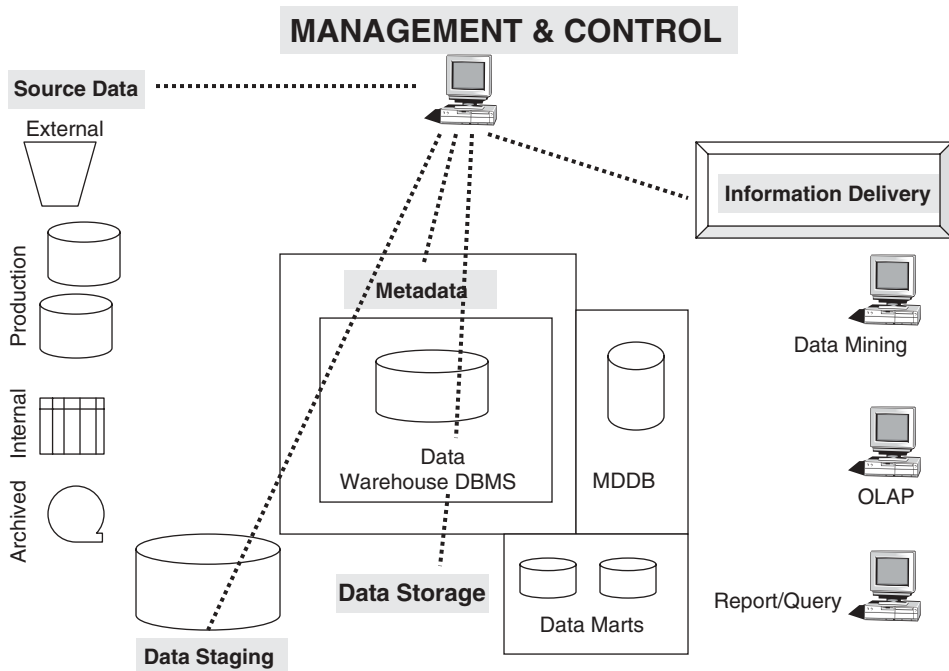 MANAGEMENT & CONTROL
Source Data
External
Production
Internal
Archived
Information Delivery
Metadata
Data
Warehouse DBMS
MDDB
Data Mining
OLAP
Report/Query
Data Storage
Data Marts
Data Staging